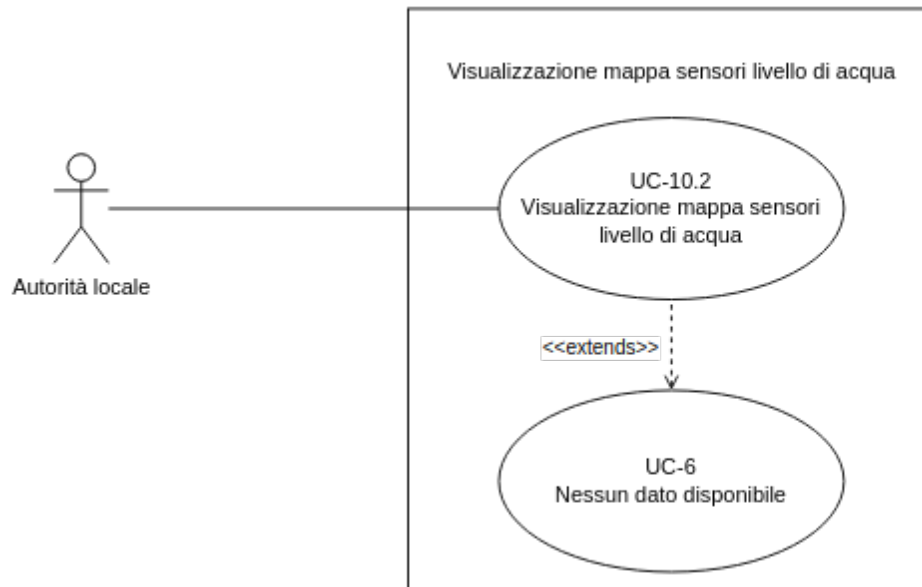 Visualizzazione mappa sensori livello di acqua
UC-10.2
Visualizzazione mappa sensori
livello di acqua
Autorità locale
<<extends>>
UC-6
Nessun dato disponibile